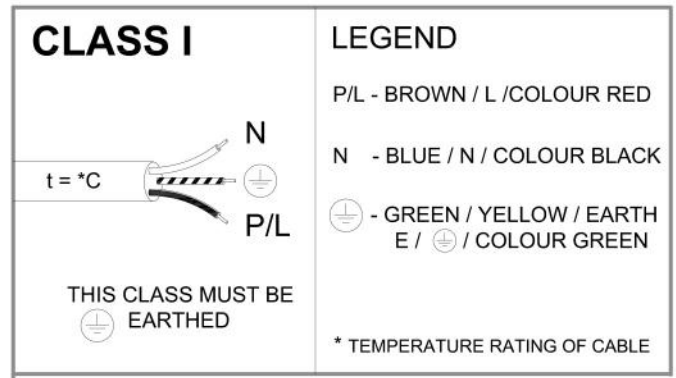 CLASS I
N
t = *C
P/L
THIS CLASS MUST BE
EARTHED
LEGEND
P/L - BROWN / L /COLOUR RED
N - BLUE / N / COLOUR BLACK
- GREEN / YELLOW / EARTH
E / ⏚ / COLOUR GREEN
* TEMPERATURE RATING OF CABLE